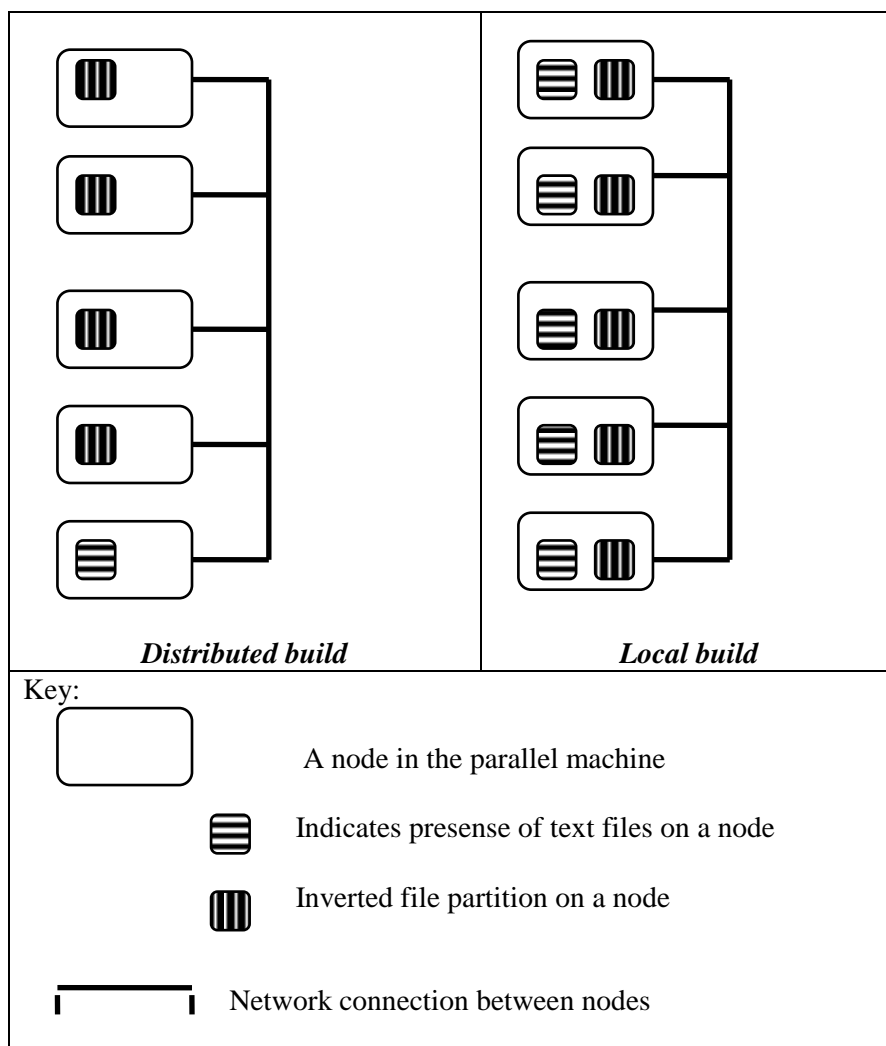 Distributed build
Local build
Key:
A node in the parallel machine
Indicates presense of text files on a node
Inverted file partition on a node
Network connection between nodes